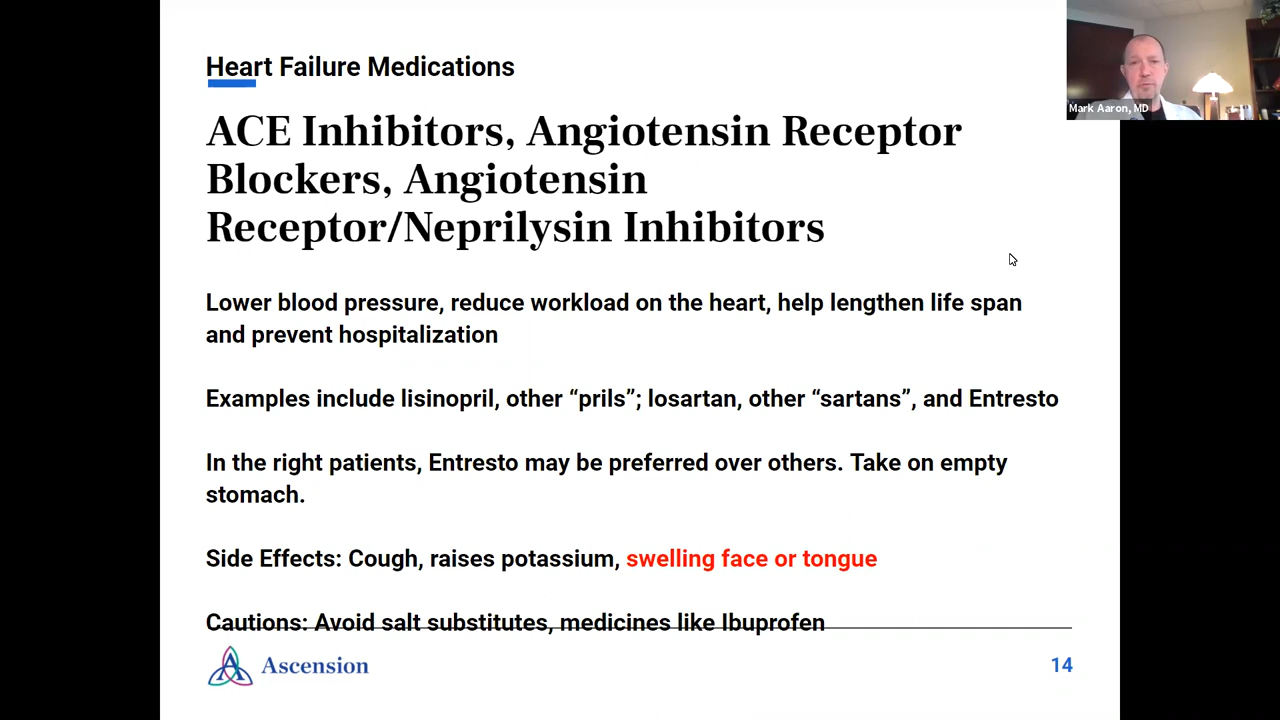 Heart Failure Medications
Mark Aaron, MD
ACE Inhibitors, Angiotensin Receptor
Blockers, Angiotensin
Receptor/Neprilysin Inhibitors
Lower blood pressure, reduce workload on the heart, help lengthen life span
and prevent hospitalization
Examples include lisinopril, other “prils”; losartan, other “sartans”, and Entresto
In the right patients, Entresto may be preferred over others. Take on empty
stomach.
Side Effects: Cough, raises potassium, swelling face or tongue
Cautions: Avoid salt substitutes, medicines like Ibuprofen
Ascension
14